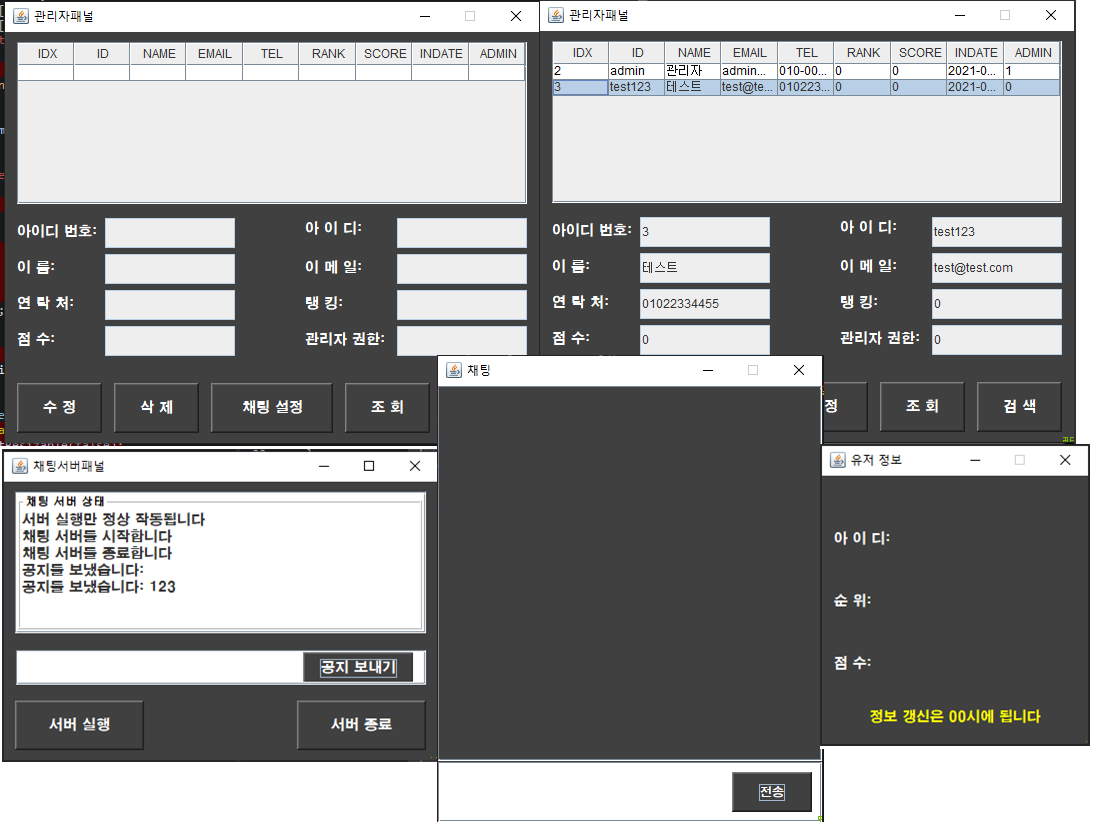 관리자패널
IDX ID NAME EMAIL TEL RANK SCORE INDATE ADMIN
아이디 번호: 아 이 디:
이 름: 이 메 일:
연 락 처: 탱 킹:
점 수: 관리자 권한:
수 정 삭 제 채팅 설정 조 회
관리자패널
IDX ID NAME EMAIL TEL RANK SCORE INDATE ADMIN
2 admin 관리자 admin... 010-00... 0 0 2021-0... 1
3 test123 테스트 test@te... 010223... 0 0 2021-0... 0
아이디 번호: 3 아 이 디: test123
이 름: 테스트 이 메 일: test@test.com
연 락 처: 01022334455 탱 킹: 0
점 수: 0 관리자 권한: 0
정 조 회 검 색
채팅
전송
채팅서버패널
채팅 서버 상태
서버 실행만 정상 작동됩니다
채팅 서버를 시작합니다
채팅 서버를 종료합니다
공지를 보냈습니다:
공지를 보냈습니다: 123
공지 보내기
서버 실행 서버 종료
유저 정보
아 이 디:
순 위:
점 수:
정보 갱신은 00시에 됩니다